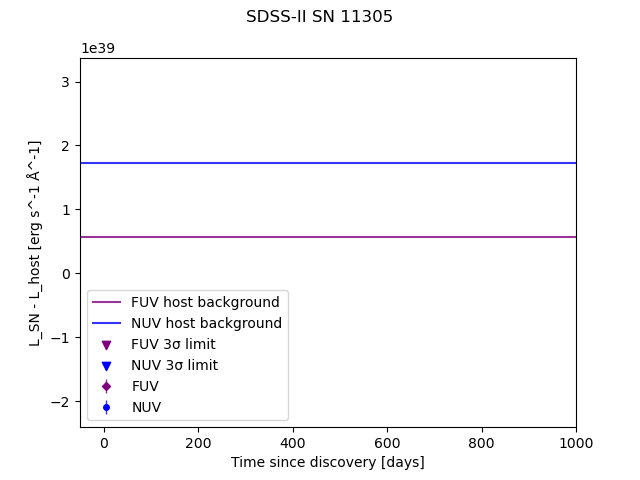 SDSS-II SN 11305
1e39
3
2
1
0
−1
−2
L_SN - L_host [erg s^-1 Å^-1]
FUV host background
NUV host background
FUV 3σ limit
NUV 3σ limit
FUV
NUV
0 200 400 600 800 1000
Time since discovery [days]